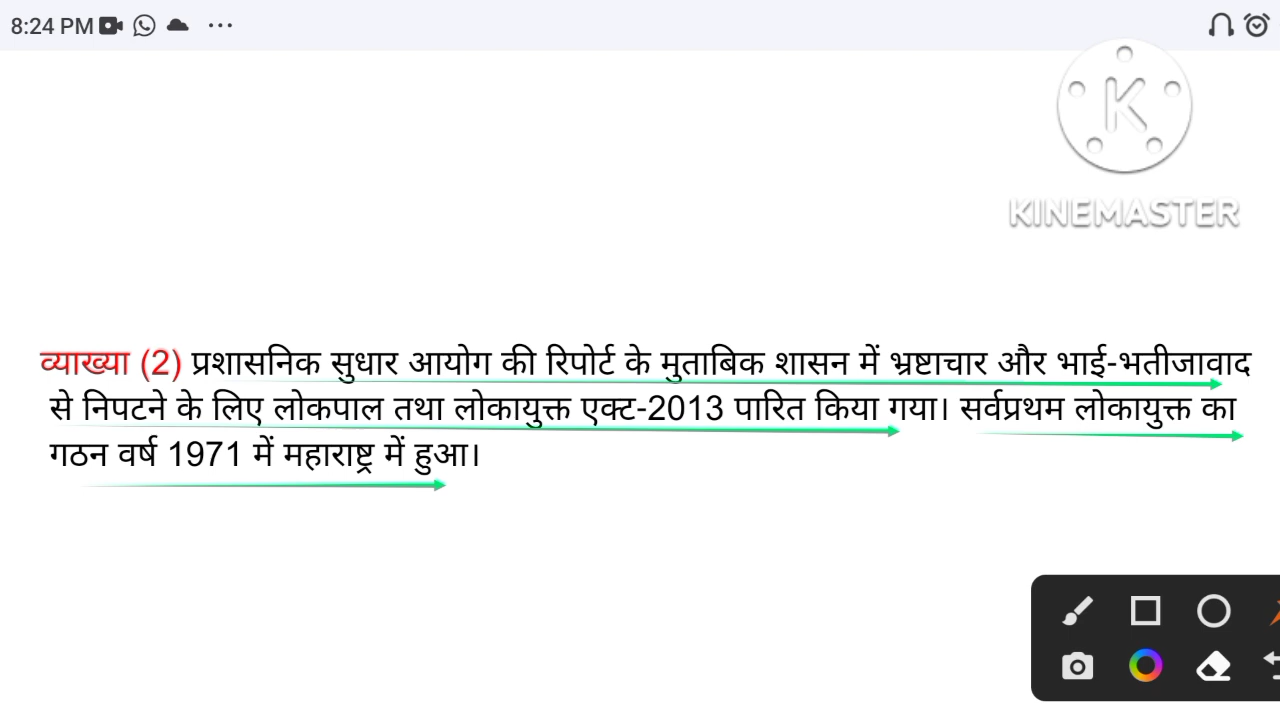 8:24 PM
KINEMASTER
व्याख्या (2) प्रशासनिक सुधार आयोग की रिपोर्ट के मुताबिक शासन में भ्रष्टाचार और भाई-भतीजावाद
से निपटने के लिए लोकपाल तथा लोकायुक्त एक्ट-2013 पारित किया गया। सर्वप्रथम लोकायुक्त का
गठन वर्ष 1971 में महाराष्ट्र में हुआ।